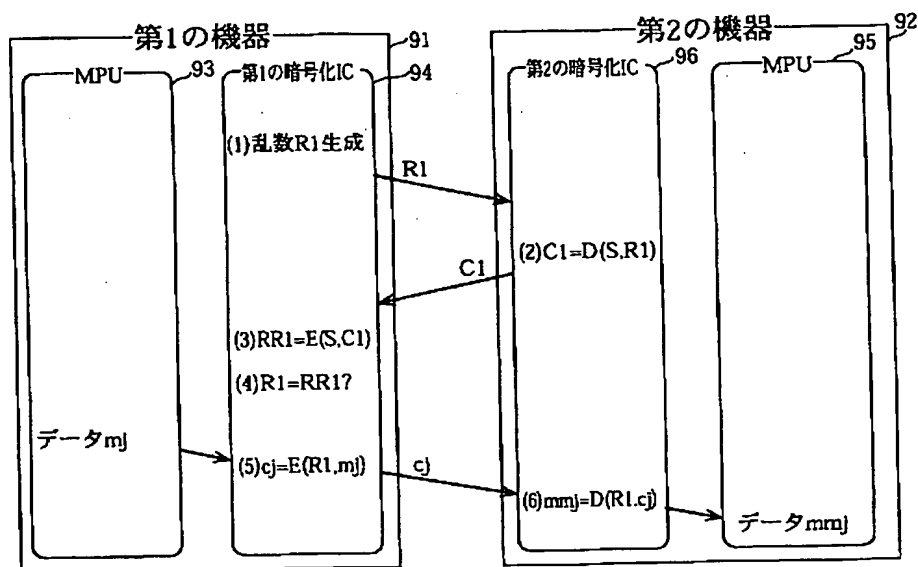 第1の機器
91
MPU
93
第1の暗号化IC
94
(1)乱数R1生成
R1
C1
(3)RR1=E(S,C1)
(4)R1=RR1?
データmj
(5)cj=E(R1,mj)
cj
第2の機器
92
第2の暗号化IC
96
MPU
95
(2)C1=D(S,R1)
(6)mmj=D(R1,cj)
データmmj